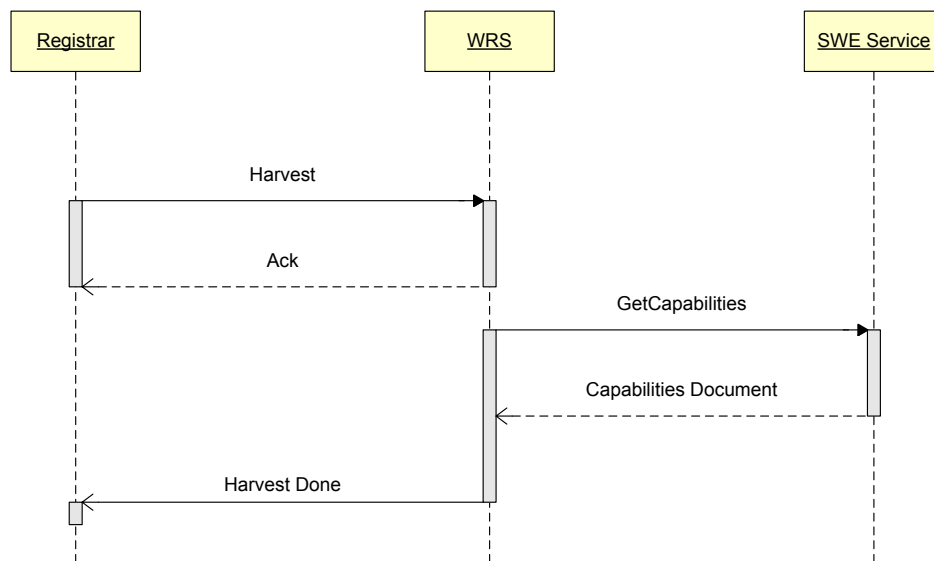 Registrar
WRS
SWE Service
Harvest
Ack
GetCapabilities
Capabilities Document
Harvest Done